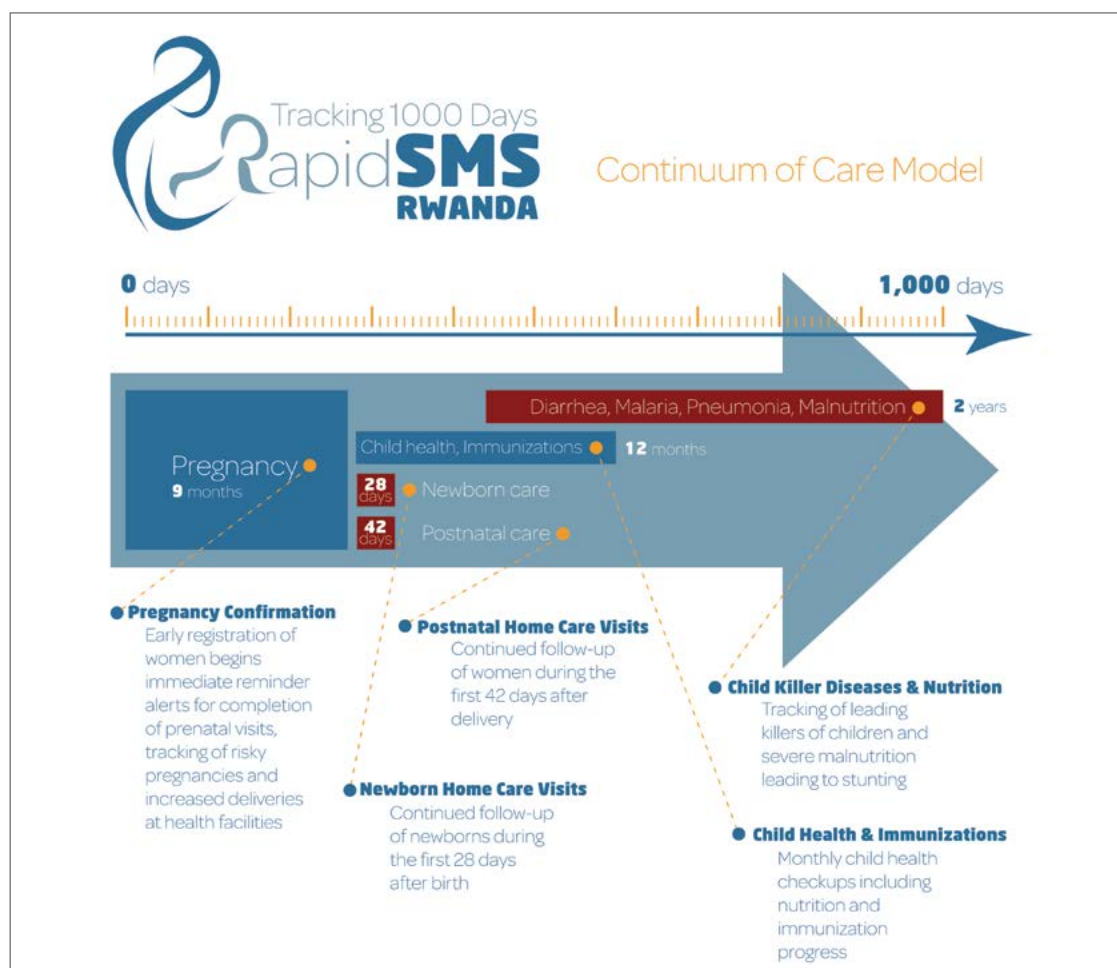 Tracking 1000 Days
RapidSMS
RWANDA
Continuum of Care Model
0 days
1,000 days
Diarrhea, Malaria, Pneumonia, Malnutrition
2 years
Child health, Immunizations
12 months
Pregnancy
9 months
28
days
Newborn care
42
days
Postnatal care
Pregnancy Confirmation
Early registration of
women begins
immediate reminder
alerts for completion
of prenatal visits,
tracking of risky
pregnancies and
increased deliveries
at health facilities
Postnatal Home Care Visits
Continued follow-up
of women during the
first 42 days after
delivery
Newborn Home Care Visits
Continued follow-up
of newborns during
the first 28 days
after birth
Child Killer Diseases & Nutrition
Tracking of leading
killers of children and
severe malnutrition
leading to stunting
Child Health & Immunizations
Monthly child health
checkups including
nutrition and
immunization
progress